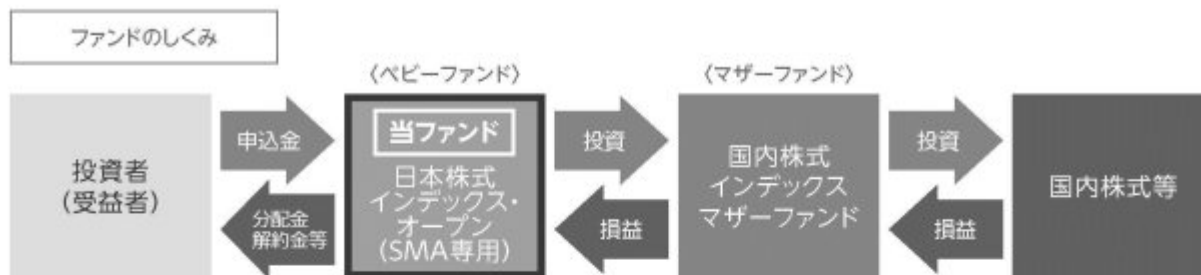 ファンドのしくみ
〈ベビーファンド〉
〈マザーファンド〉
投資者
(受益者)
申込金
分配金
解約金等
当ファンド
日本株式
インデックス・
オープン
(SMA専用)
投資
損益
国内株式
インデックス
マザーファンド
投資
損益
国内株式等